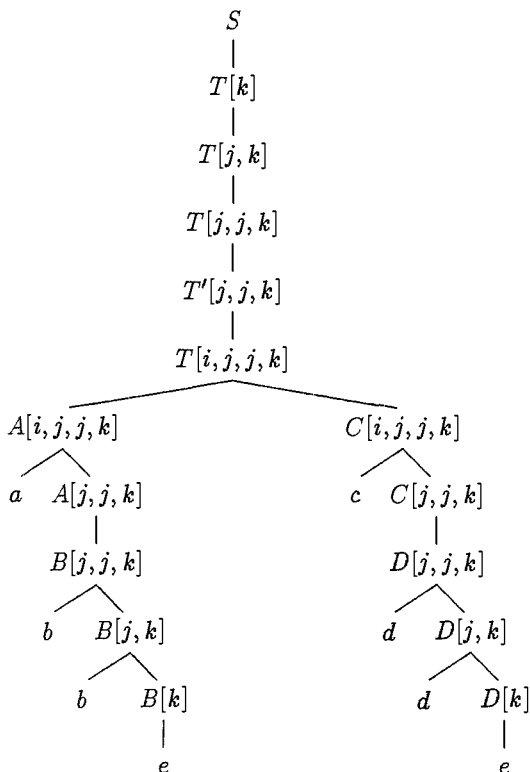 S
T[k]
T[j, k]
T[j, j, k]
T′[j, j, k]
T[i, j, j, k]
A[i, j, j, k] C[i, j, j, k]
a A[j, j, k] c C[j, j, k]
B[j, j, k] D[j, j, k]
b B[j, k] d D[j, k]
b B[k] d D[k]
e e